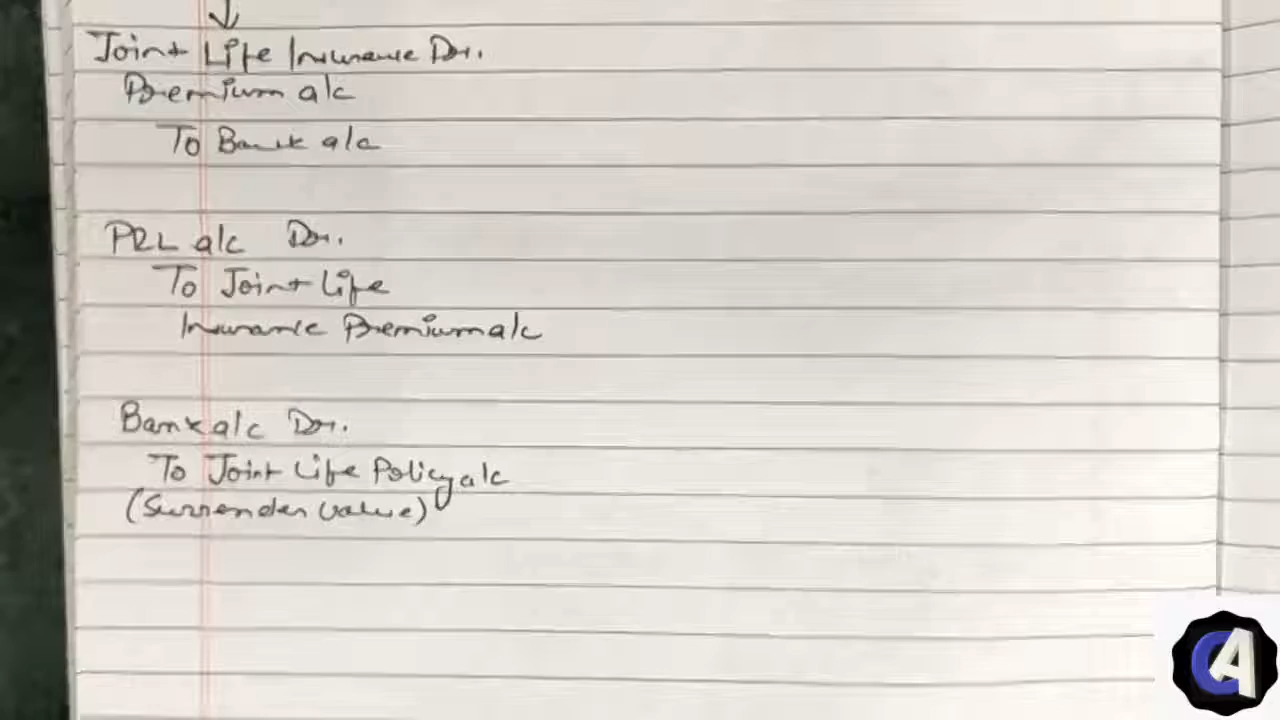 Joint Life Insurance Dr.
Premium a/c
To Bank a/c
P&L a/c Dr.
To Joint Life
Insurance Premium a/c
Bank a/c Dr.
To Joint Life Policy a/c
(Surrender value)
CA